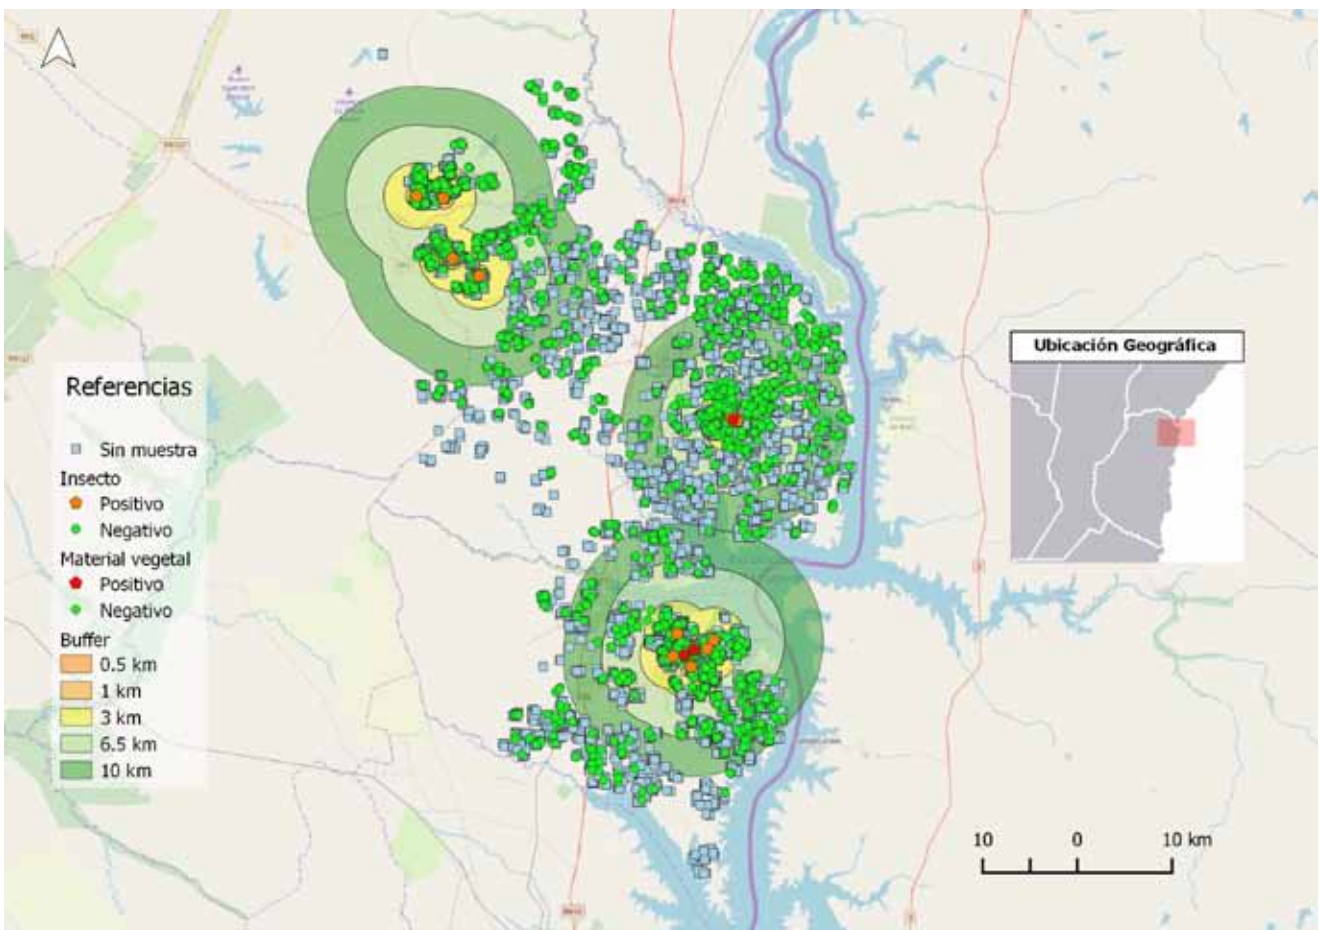 Ubicación Geográfica
Referencias
Sin muestra
Insecto
Positivo
Negativo
Material vegetal
Positivo
Negativo
Buffer
0.5 km
1 km
3 km
6.5 km
10 km
10 0 10 km